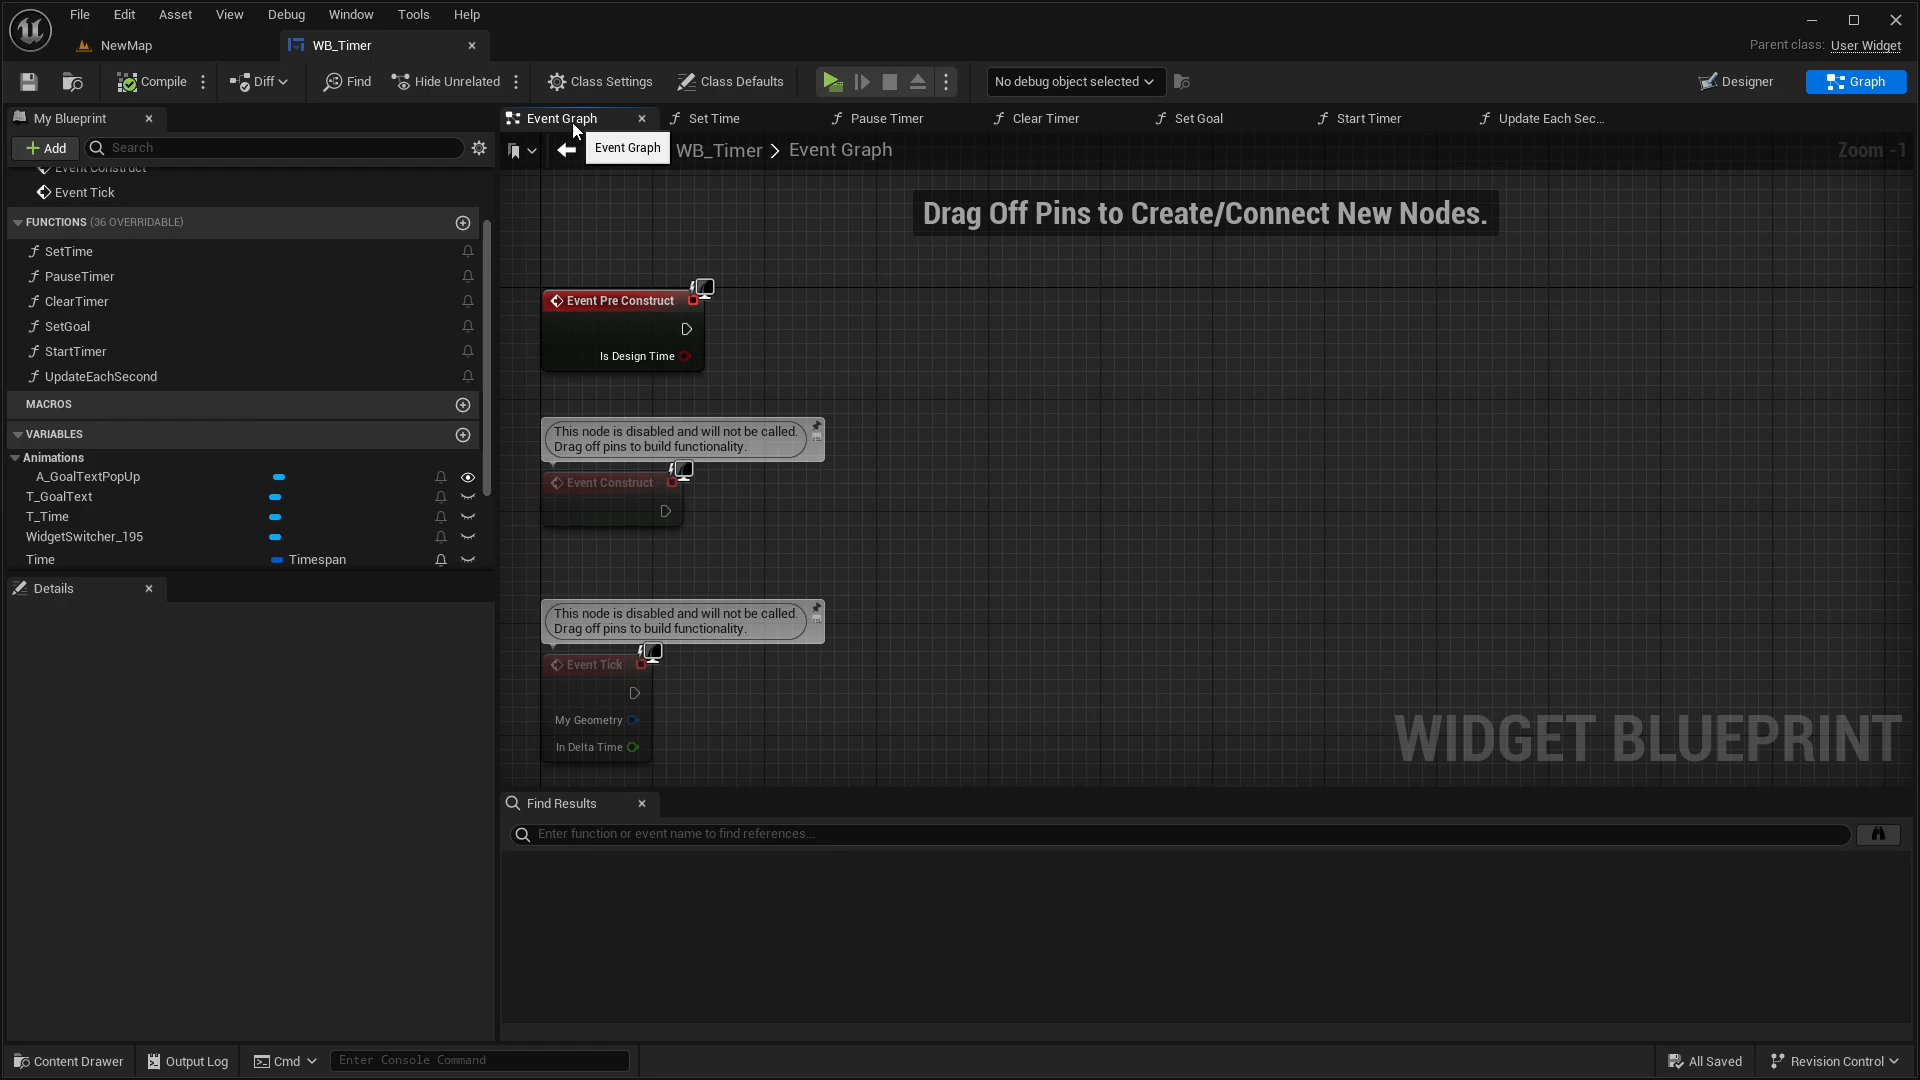 File Edit Asset View Debug Window Tools Help
NewMap
WB_Timer
Parent class: User Widget
Compile
Diff
Find
Hide Unrelated
Class Settings
Class Defaults
No debug object selected
Designer
Graph
My Blueprint
Event Graph
Set Time
Pause Timer
Clear Timer
Set Goal
Start Timer
Update Each Sec...
Add
Search
Event Graph
WB_Timer > Event Graph
Zoom -1
Event Construct
Event Tick
FUNCTIONS (36 OVERRIDABLE)
SetTime
PauseTimer
ClearTimer
SetGoal
StartTimer
UpdateEachSecond
MACROS
VARIABLES
Animations
A_GoalTextPopUp
T_GoalText
T_Time
WidgetSwitcher_195
Time
Timespan
Details
Drag Off Pins to Create/Connect New Nodes.
Event Pre Construct
Is Design Time
This node is disabled and will not be called.
Drag off pins to build functionality.
Event Construct
This node is disabled and will not be called.
Drag off pins to build functionality.
Event Tick
My Geometry
In Delta Time
WIDGET BLUEPRINT
Find Results
Enter function or event name to find references...
Content Drawer
Output Log
Cmd
Enter Console Command
All Saved
Revision Control